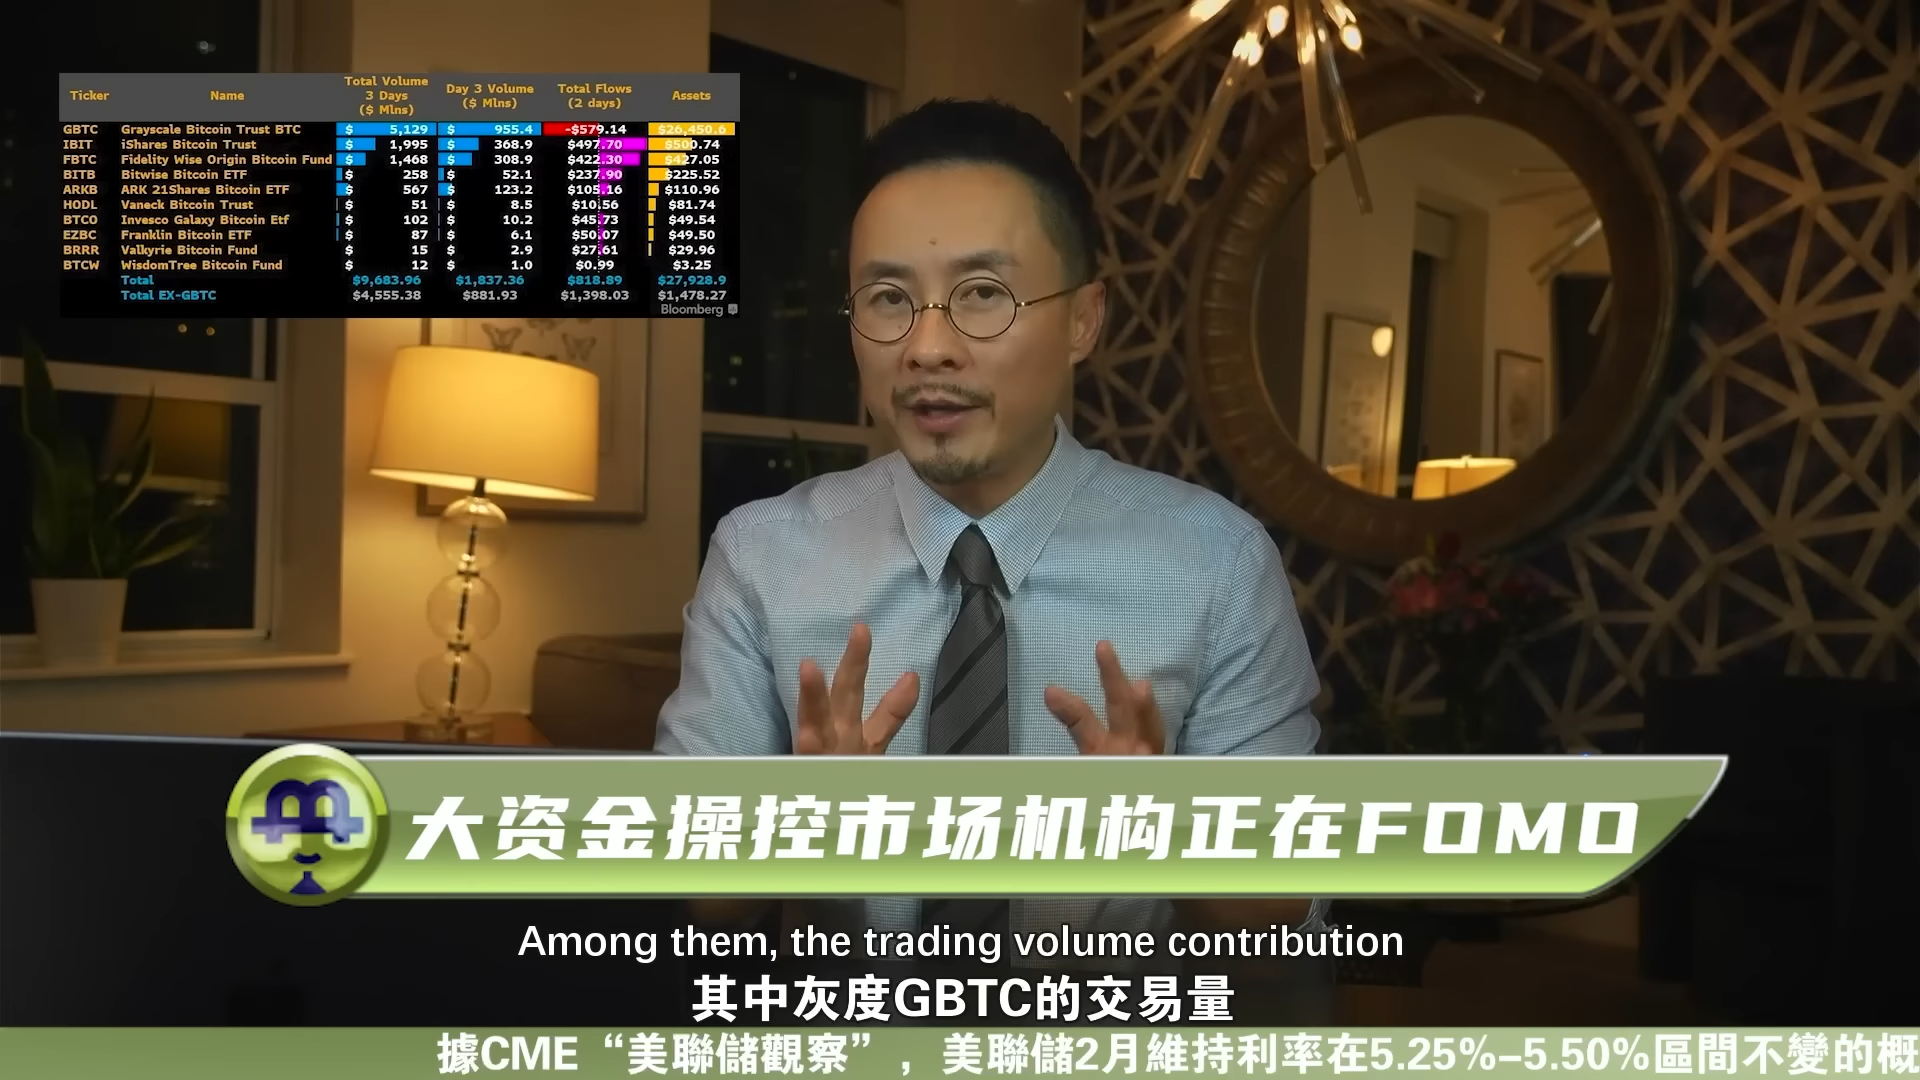 Ticker Name Total Volume 3 Days ($ Mlns) Day 3 Volume ($ Mlns) Total Flows (2 days) Assets
GBTC Grayscale Bitcoin Trust BTC $ 5,129 $ 955.4 -$579.14 $26,450.6
IBIT iShares Bitcoin Trust $ 1,995 $ 368.9 $497.70 $500.74
FBTC Fidelity Wise Origin Bitcoin Fund $ 1,468 $ 308.9 $422.30 $427.05
BITB Bitwise Bitcoin ETF $ 258 $ 52.1 $237.90 $225.52
ARKB ARK 21Shares Bitcoin ETF $ 567 $ 123.2 $105.16 $110.96
HODL Vaneck Bitcoin Trust $ 51 $ 8.5 $10.56 $81.74
BTCO Invesco Galaxy Bitcoin Etf $ 102 $ 10.2 $45.73 $49.54
EZBC Franklin Bitcoin ETF $ 87 $ 6.1 $50.07 $49.50
BRRR Valkyrie Bitcoin Fund $ 15 $ 2.9 $27.61 $29.96
BTCW WisdomTree Bitcoin Fund $ 12 $ 1.0 $0.99 $3.25
Total $9,683.96 $1,837.36 $818.89 $27,928.9
Total EX-GBTC $4,555.38 $881.93 $1,398.03 $1,478.27
Bloomberg
大资金操控市场机构正在FOMO
Among them, the trading volume contribution
其中灰度GBTC的交易量
據CME“美聯儲觀察”，美聯儲2月維持利率在5.25%-5.50%區間不變的概